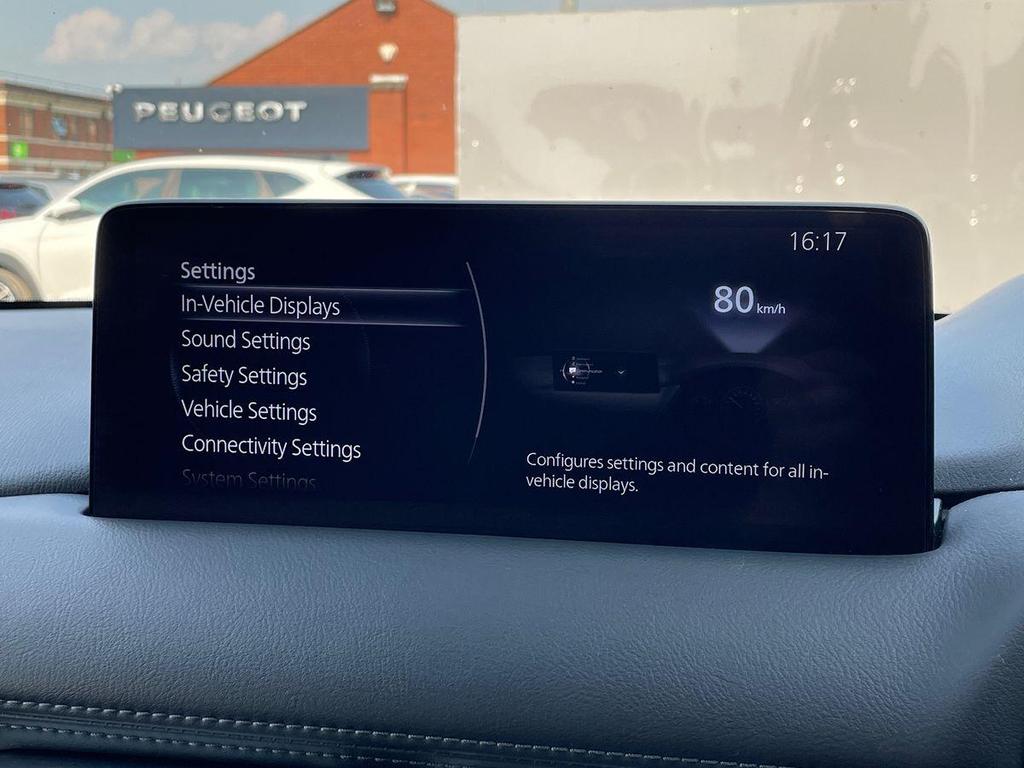 PEUGEOT
16:17
Settings
In-Vehicle Displays
Sound Settings
Safety Settings
Vehicle Settings
Connectivity Settings
System Settings
80 km/h
Configures settings and content for all in-
vehicle displays.